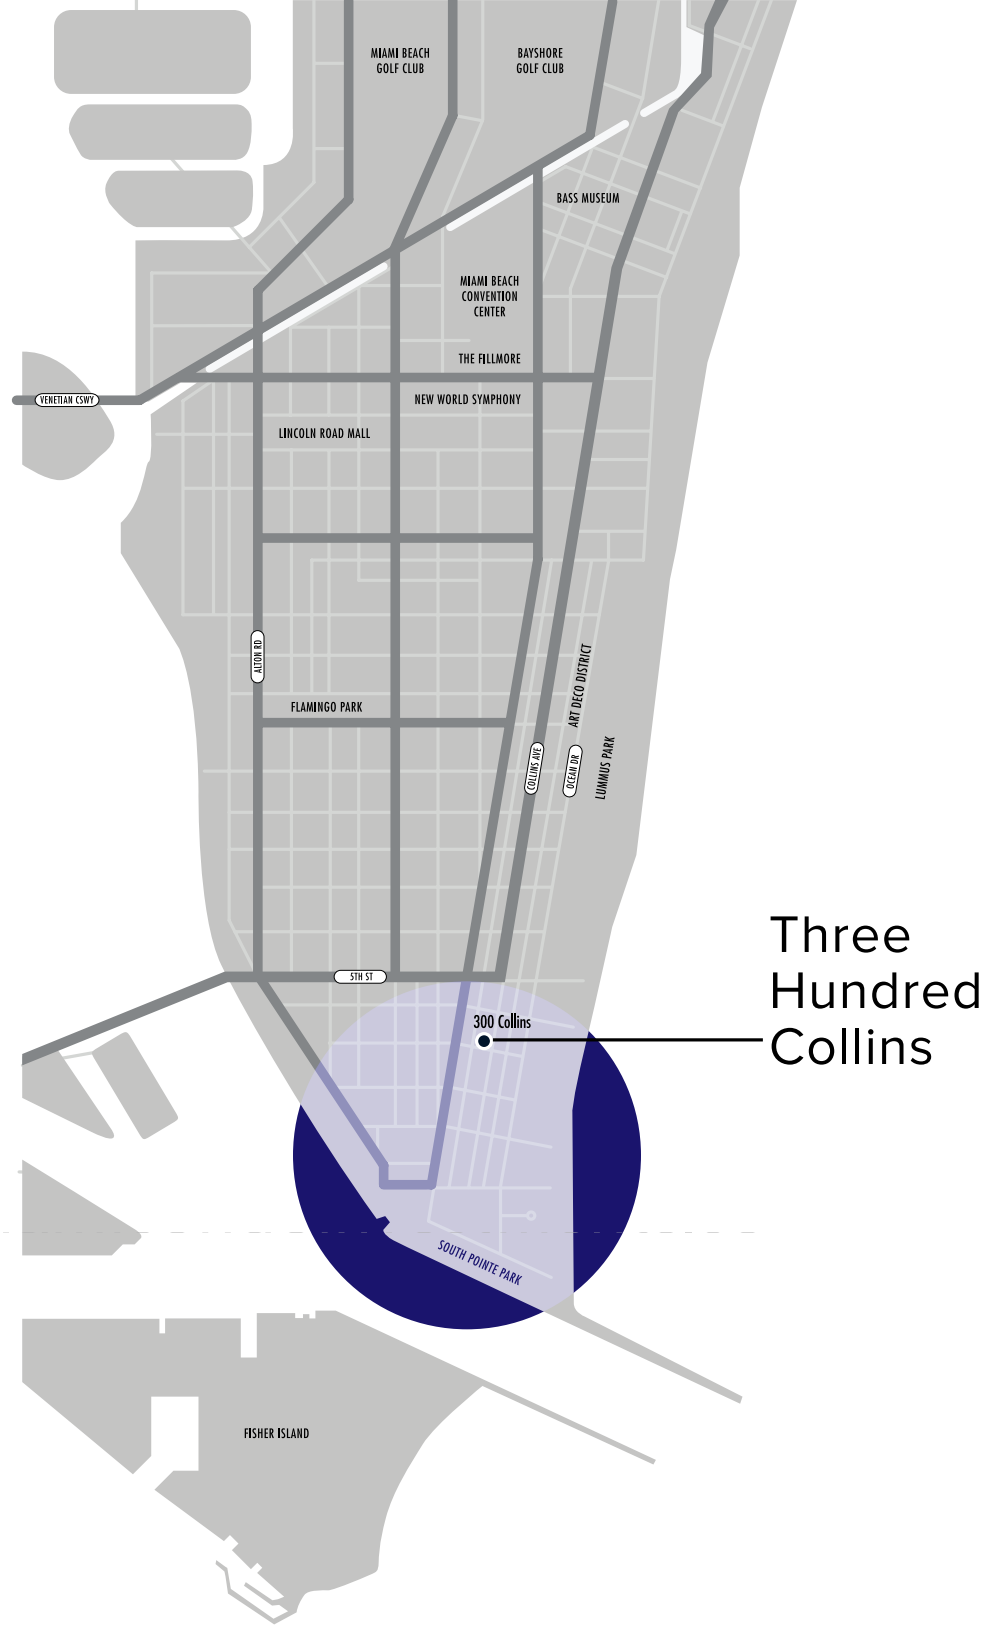 MIAMI BEACH
GOLF CLUB
BAYSHORE
GOLF CLUB
BASS MUSEUM
MIAMI BEACH
CONVENTION
CENTER
THE FILLMORE
VENETIAN CSWY
NEW WORLD SYMPHONY
LINCOLN ROAD MALL
ALTON RD
ART DECO DISTRICT
FLAMINGO PARK
COLLINS AVE
OCEAN DR
LUMMUS PARK
Three
Hundred
Collins
5TH ST
300 Collins
SOUTH POINTE PARK
FISHER ISLAND